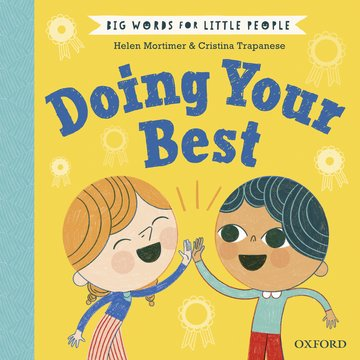 BIG WORDS FOR LITTLE PEOPLE
Helen Mortimer & Cristina Trapanese
Doing Your
Best
OXFORD